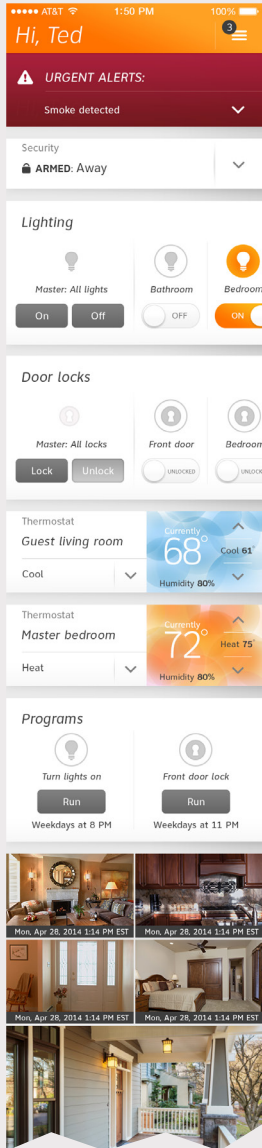 AT&T 1:50 PM 100%
Hi, Ted 3
URGENT ALERTS:
Smoke detected
Security
ARMED: Away
Lighting
Master: All lights Bathroom Bedroom
On Off OFF ON
Door locks
Master: All locks Front door Bedroom
Lock Unlock UNLOCKED UNLOCK
Thermostat
Guest living room
Cool
Currently
68°
Humidity 80%
Cool 61°
Thermostat
Master bedroom
Heat
Currently
72°
Humidity 80%
Heat 75°
Programs
Turn lights on Front door lock
Run Run
Weekdays at 8 PM Weekdays at 11 PM
Mon, Apr 28, 2014 1:14 PM EST Mon, Apr 28, 2014 1:14 PM EST
Mon, Apr 28, 2014 1:14 PM EST Mon, Apr 28, 2014 1:14 PM EST